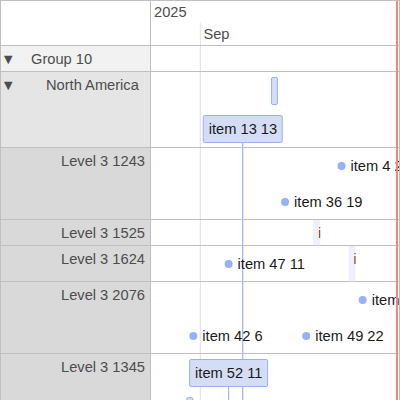 2025
Sep
▼ Group 10
▼ North America
item 13 13
Level 3 1243
item 4 2
item 36 19
Level 3 1525
i
Level 3 1624
i
item 47 11
Level 3 2076
item
item 42 6
item 49 22
Level 3 1345
item 52 11